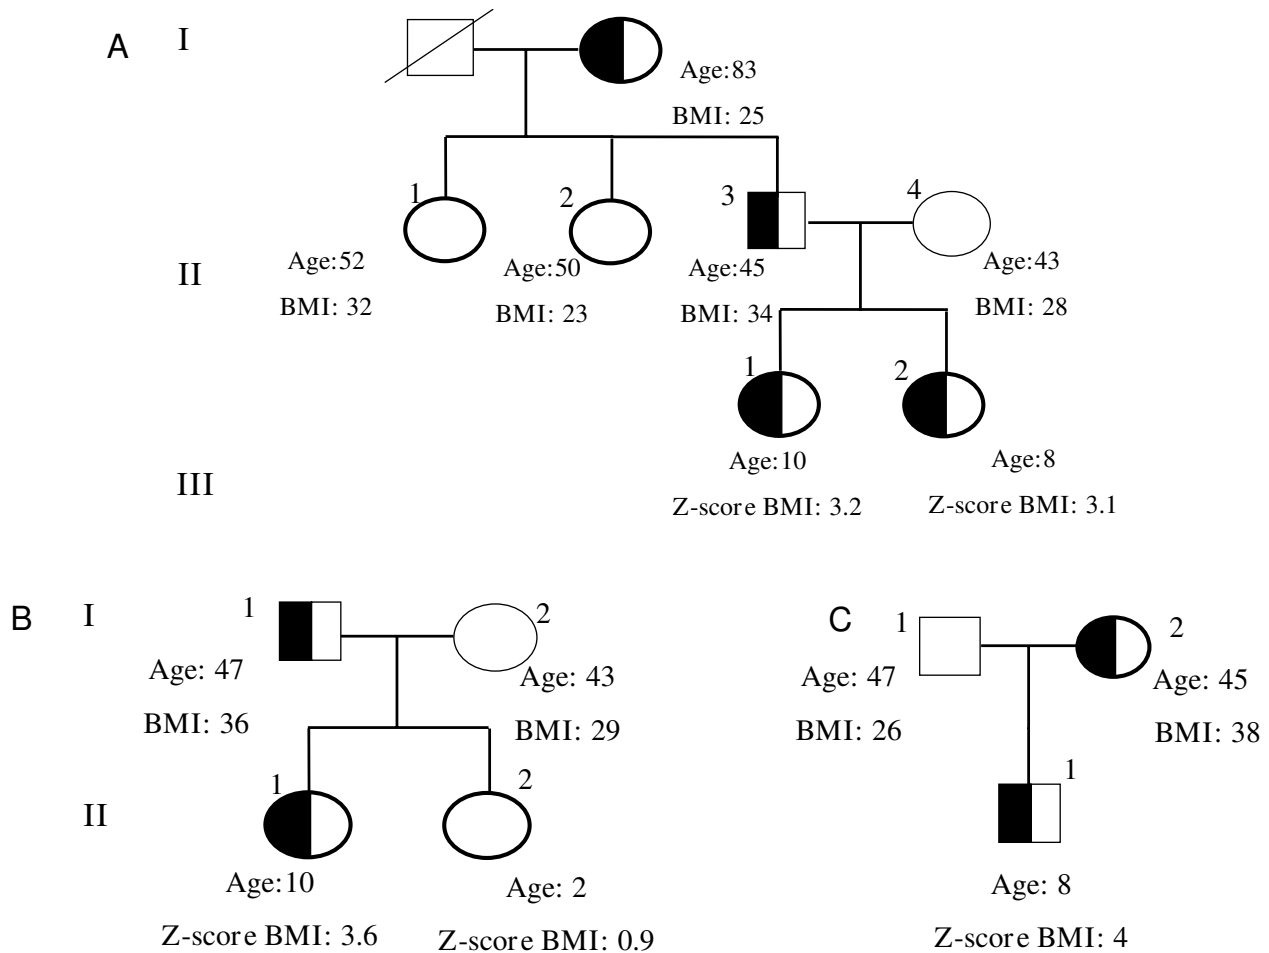 A I
Age:83
BMI: 25
1 2 3 4
II
Age:52 Age:50 Age:45 Age:43
BMI: 32 BMI: 23 BMI: 34 BMI: 28
1 2
Age:10 Age:8
III
Z-score BMI: 3.2 Z-score BMI: 3.1
B I 1 2
Age: 47 Age: 43
BMI: 36 BMI: 29
1 2
II
Age:10 Age: 2
Z-score BMI: 3.6 Z-score BMI: 0.9
C 1 2
Age: 47 Age: 45
BMI: 26 BMI: 38
1
Age: 8
Z-score BMI: 4